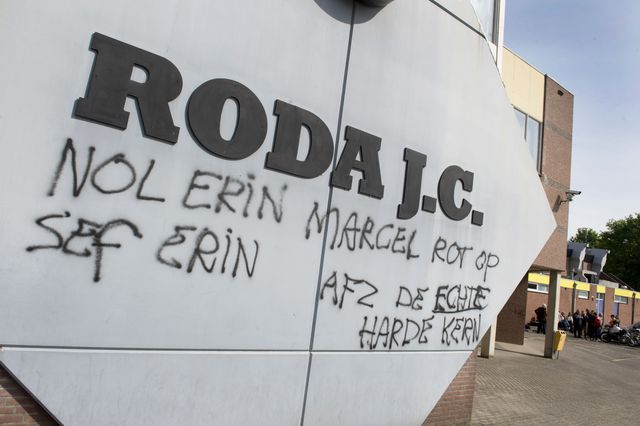 RODA J.C.
NOL ERIN
SEF ERIN
MARCEL ROT OP
AFZ DE ECHTE
HARDE KERN